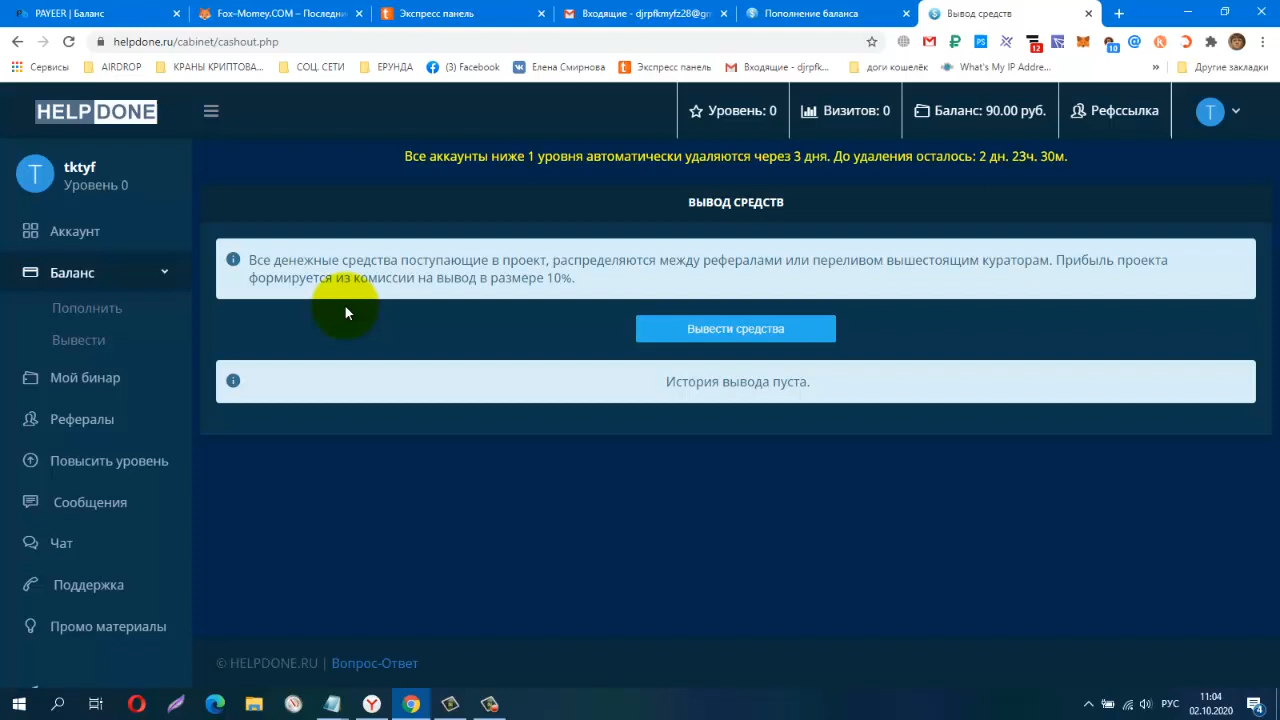 PAYEER | Баланс
Fox-Momey.COM – Последни
Экспресс панель
Входящие - djrpfkmyfz28@gm
Пополнение баланса
Вывод средств
helpdone.ru/cabinet/cashout.php
12
10
Сервисы
AIRDROP
КРАНЫ КРИПТОВА...
СОЦ. СЕТИ
ЕРУНДА
(3) Facebook
Елена Смирнова
Экспресс панель
Входящие - djrpfk...
доги кошелёк
What's My IP Addre...
»
Другие закладки
HELP DONE
Уровень: 0
Визитов: 0
Баланс: 90.00 руб.
Рефссылка
T
Все аккаунты ниже 1 уровня автоматически удаляются через 3 дня. До удаления осталось: 2 дн. 23ч. 30м.
T
tktyf
Уровень 0
ВЫВОД СРЕДСТВ
Аккаунт
Баланс
Пополнить
Вывести
Мой бинар
Рефералы
Повысить уровень
Сообщения
Чат
Поддержка
Промо материалы
Все денежные средства поступающие в проект, распределяются между рефералами или переливом вышестоящим кураторам. Прибыль проекта
формируется из комиссии на вывод в размере 10%.
Вывести средства
История вывода пуста.
© HELPDONE.RU | Вопрос-Ответ
РУС
11:04
02.10.2020
4